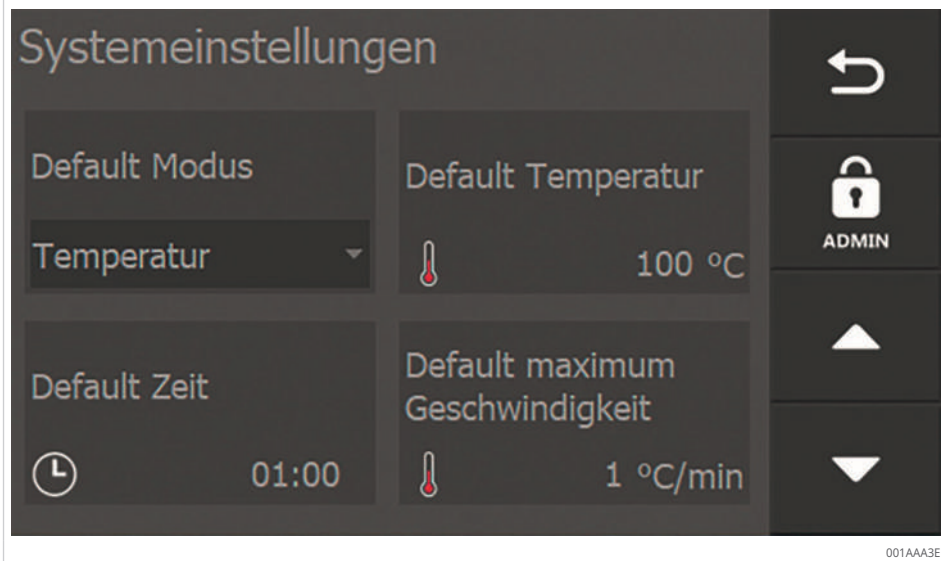 Systemeinstellungen
Default Modus
Temperatur
Default Temperatur
100 °C
Default Zeit
01:00
Default maximum
Geschwindigkeit
1 °C/min
ADMIN
001AAA3E